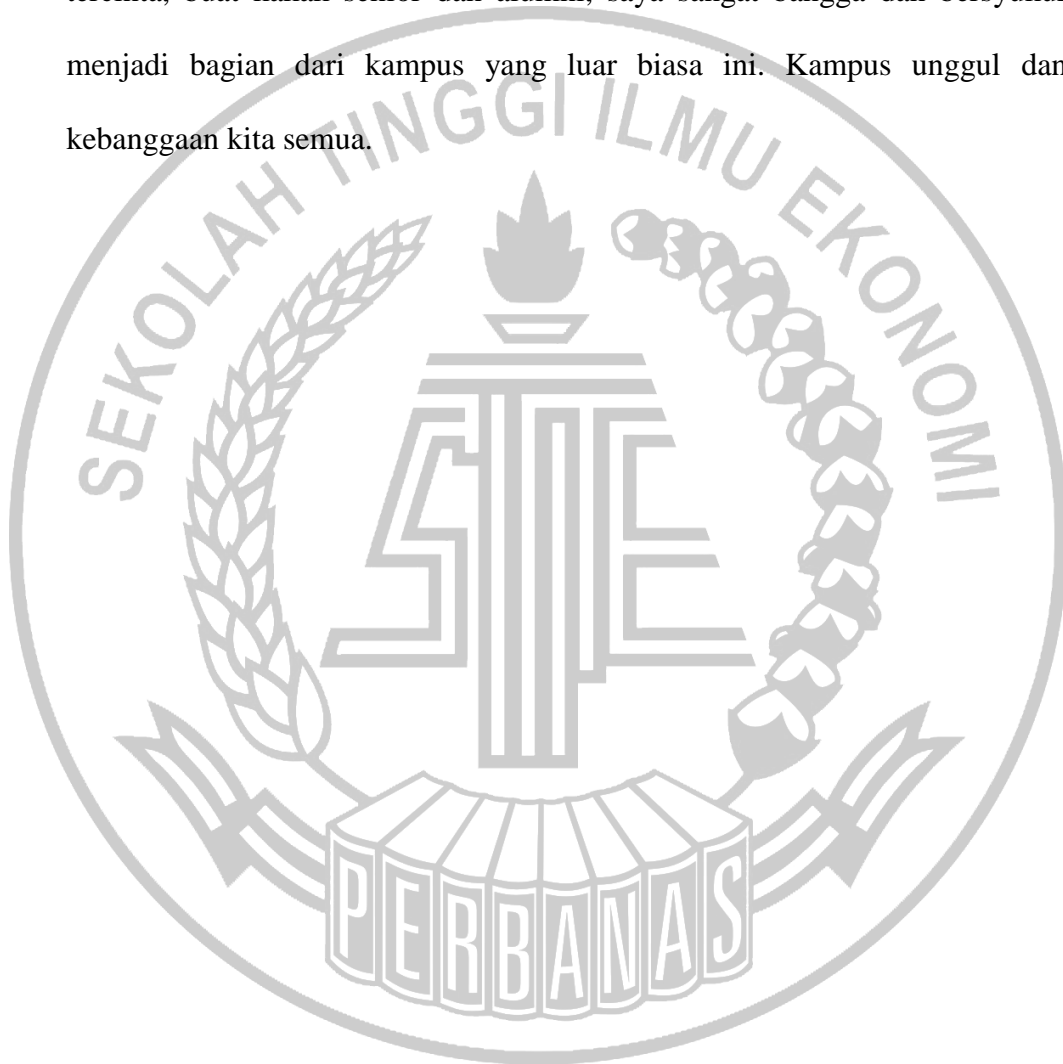 menjadi bagian dari kampus yang luar biasa ini. Kampus unggul dan
kebanggaan kita semua.
SEKOLAH TINGGI ILMU EKONOMI
STIE
PERBANAS